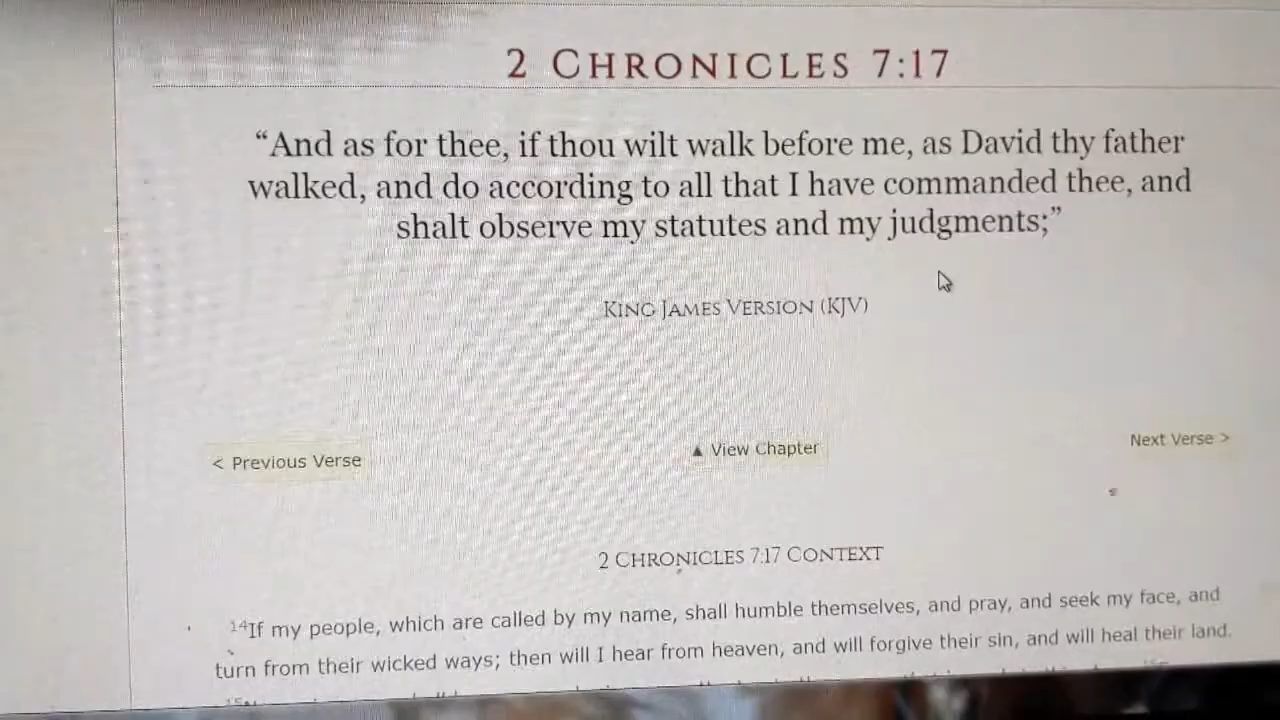 2 CHRONICLES 7:17
“And as for thee, if thou wilt walk before me, as David thy father
walked, and do according to all that I have commanded thee, and
shalt observe my statutes and my judgments;”
KING JAMES VERSION (KJV)
< Previous Verse
▲ View Chapter
Next Verse >
2 CHRONICLES 7:17 CONTEXT
14If my people, which are called by my name, shall humble themselves, and pray, and seek my face, and
turn from their wicked ways; then will I hear from heaven, and will forgive their sin, and will heal their land.